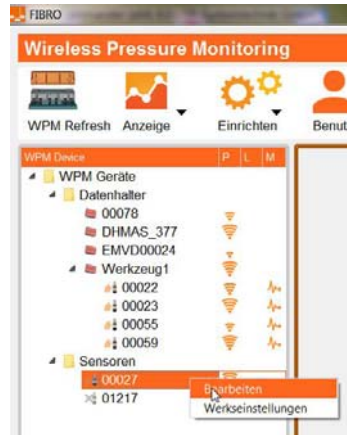 FIBRO
Wireless Pressure Monitoring
WPM Refresh Anzeige Einrichten Benut
WPM Device P L M
WPM Geräte
Datenhalter
00078
DHMAS_377
EMVD00024
Werkzeug1
00022
00023
00055
00059
Sensoren
00027
Bearbeiten
01217
Werkseinstellungen